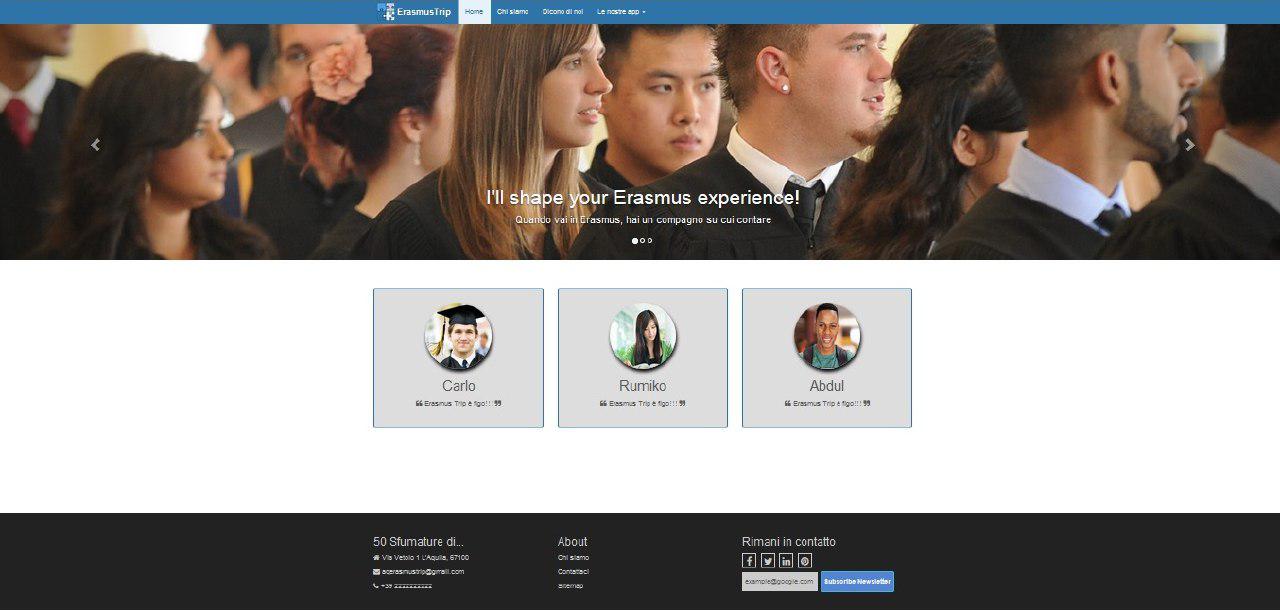 ErasmusTrip Home Chi siamo Dicono di noi Le nostre app
I'll shape your Erasmus experience!
Quando vai in Erasmus, hai un compagno su cui contare
Carlo
Erasmus Trip è figo!!!
Rumiko
Erasmus Trip è figo!!!
Abdul
Erasmus Trip è figo!!!
50 Sfumature di...
Via Vetoio 1 L'Aquila, 67100
aqerasmustrip@gmail.com
+39
About
Chi siamo
Contattaci
Sitemap
Rimani in contatto
example@google.com Subscribe Newsletter